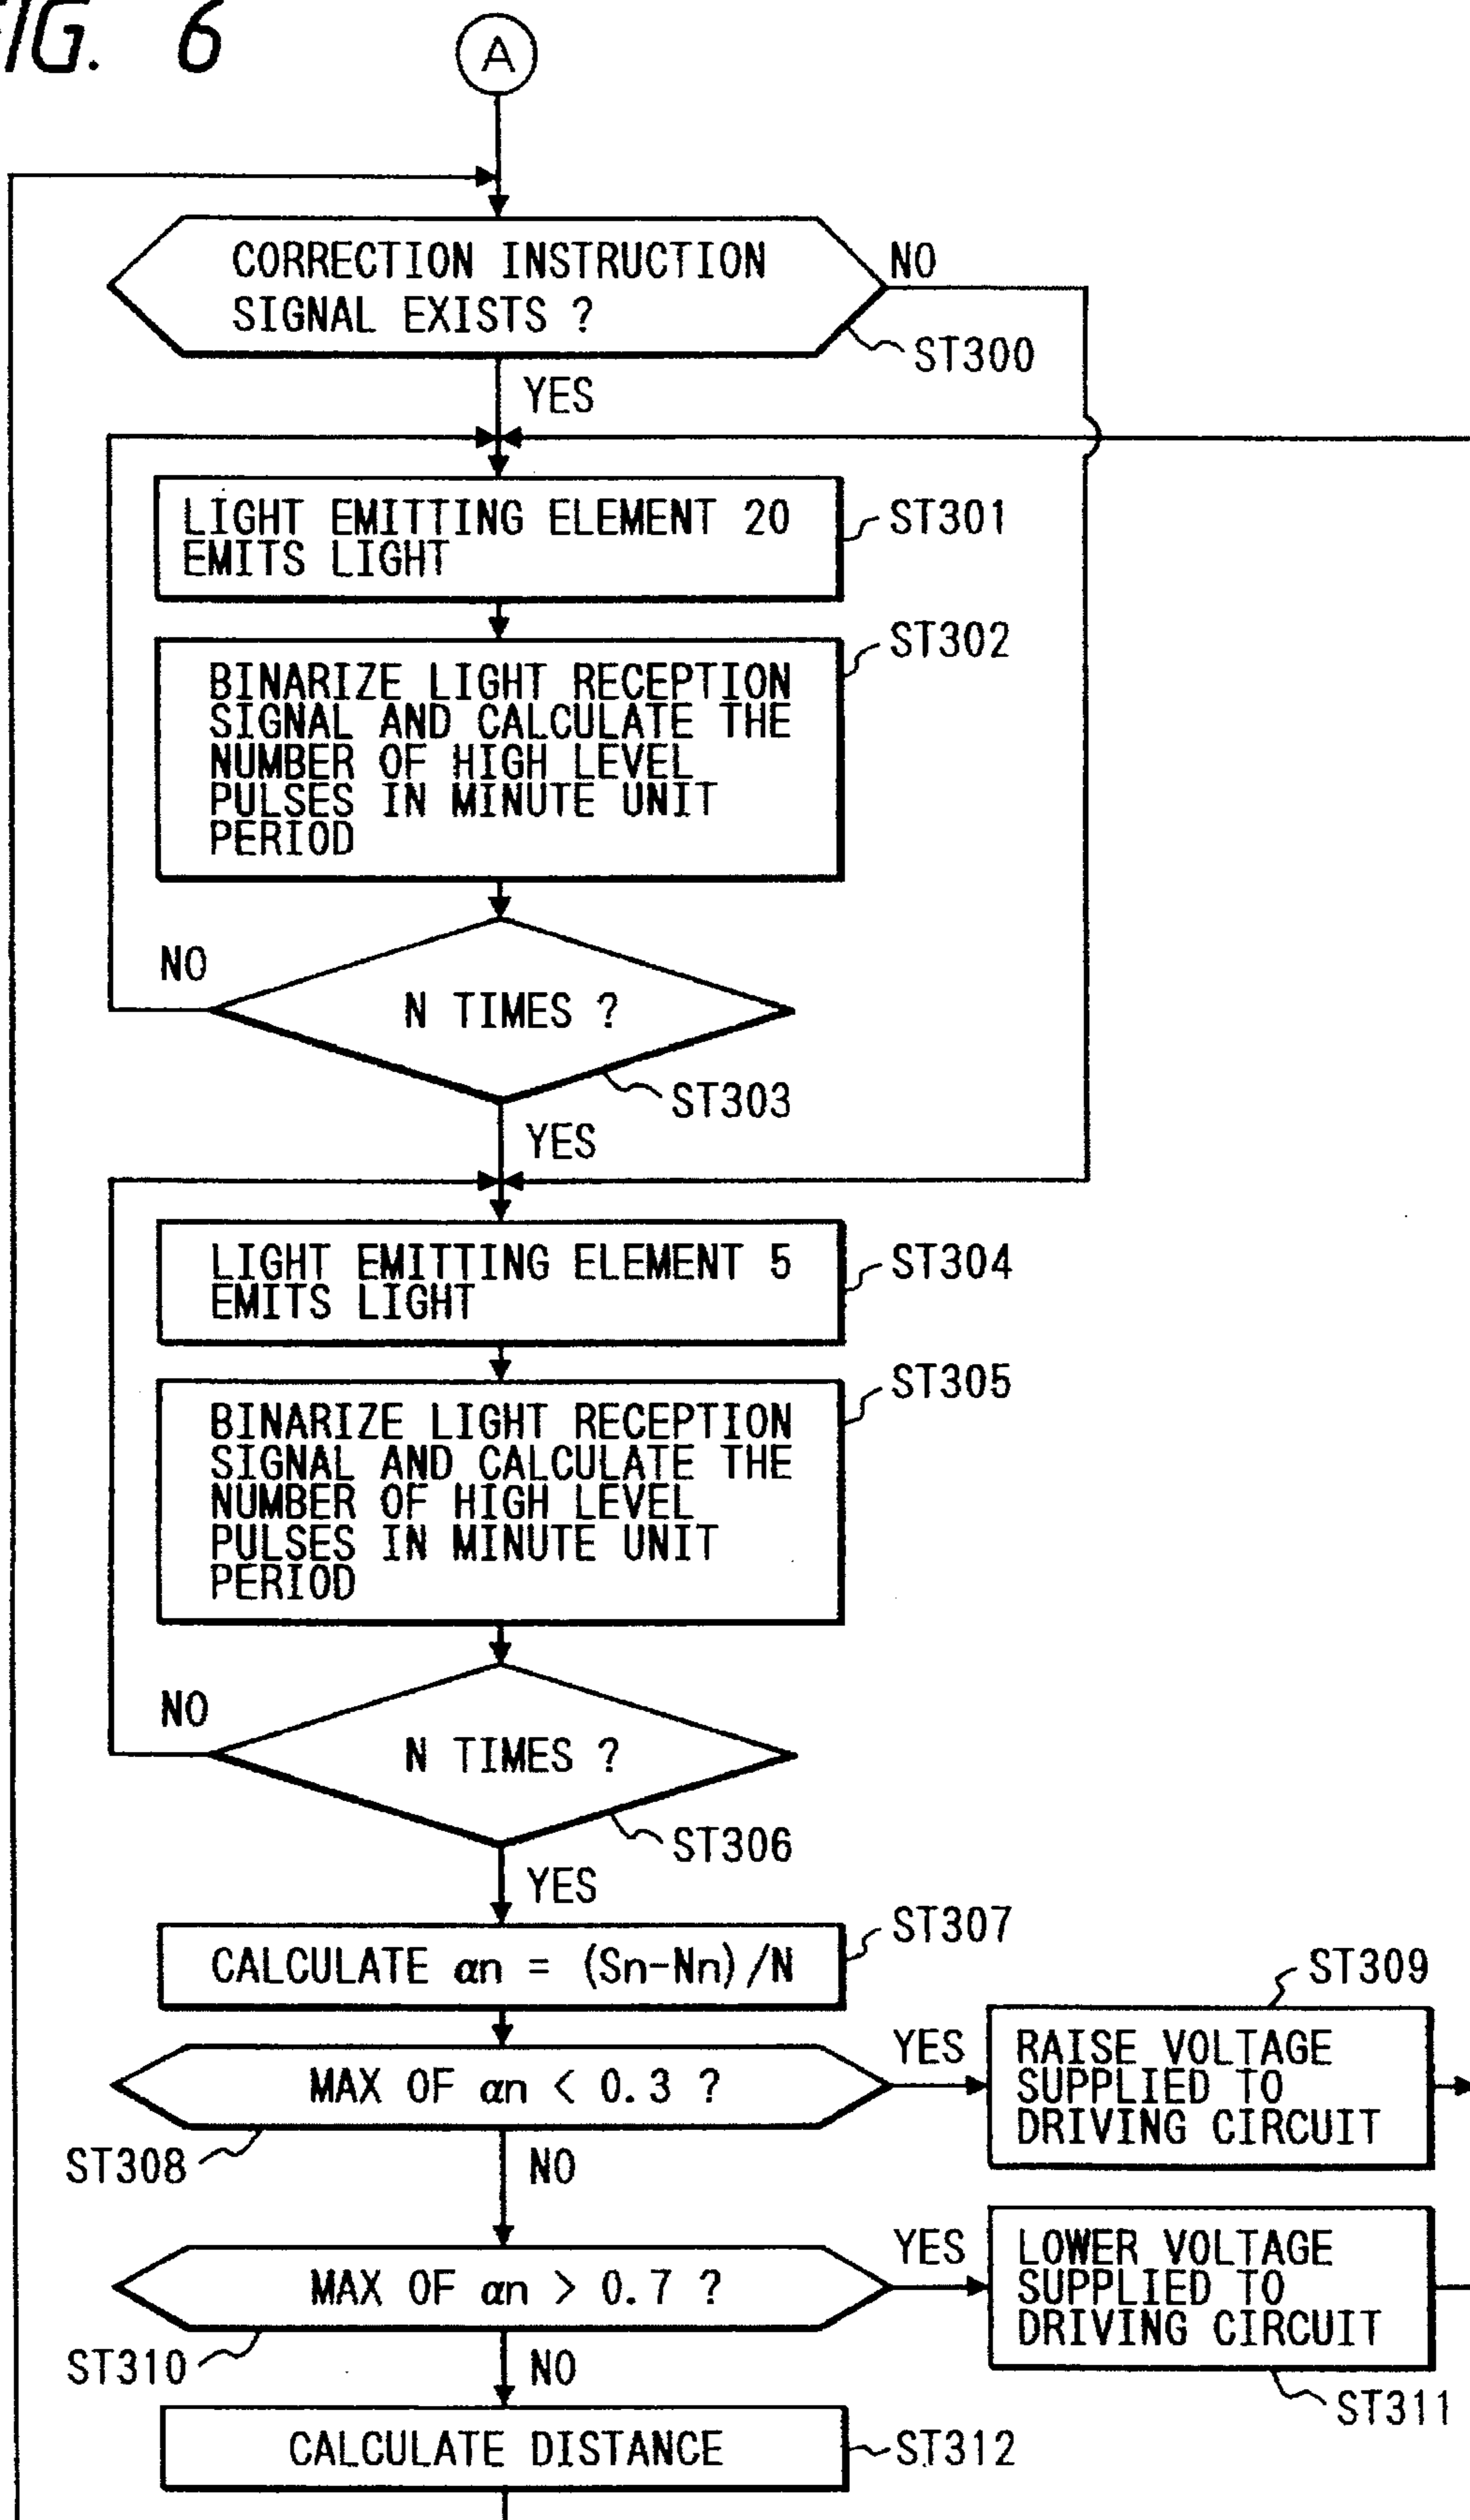 FIG. 6
A
CORRECTION INSTRUCTION
SIGNAL EXISTS ?
NO
ST300
YES
LIGHT EMITTING ELEMENT 20
EMITS LIGHT
ST301
BINARIZE LIGHT RECEPTION
SIGNAL AND CALCULATE THE
NUMBER OF HIGH LEVEL
PULSES IN MINUTE UNIT
PERIOD
ST302
NO
N TIMES ?
ST303
YES
LIGHT EMITTING ELEMENT 5
EMITS LIGHT
ST304
BINARIZE LIGHT RECEPTION
SIGNAL AND CALCULATE THE
NUMBER OF HIGH LEVEL
PULSES IN MINUTE UNIT
PERIOD
ST305
NO
N TIMES ?
ST306
YES
CALCULATE αn = (Sn-Nn)/N
ST307
MAX OF αn < 0.3 ?
ST308
YES
RAISE VOLTAGE
SUPPLIED TO
DRIVING CIRCUIT
ST309
NO
MAX OF αn > 0.7 ?
ST310
YES
LOWER VOLTAGE
SUPPLIED TO
DRIVING CIRCUIT
ST311
NO
CALCULATE DISTANCE
ST312